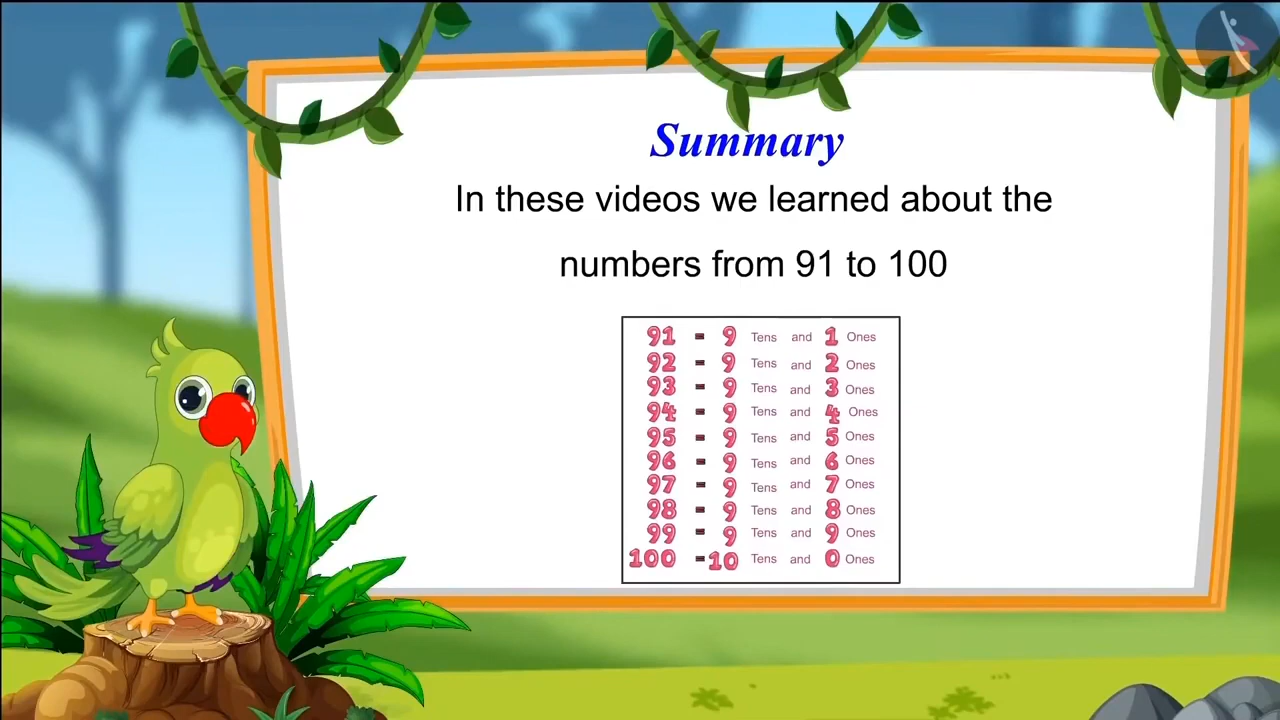 Summary
In these videos we learned about the
numbers from 91 to 100
91 = 9 Tens and 1 Ones
92 = 9 Tens and 2 Ones
93 = 9 Tens and 3 Ones
94 = 9 Tens and 4 Ones
95 = 9 Tens and 5 Ones
96 = 9 Tens and 6 Ones
97 = 9 Tens and 7 Ones
98 = 9 Tens and 8 Ones
99 = 9 Tens and 9 Ones
100 = 10 Tens and 0 Ones